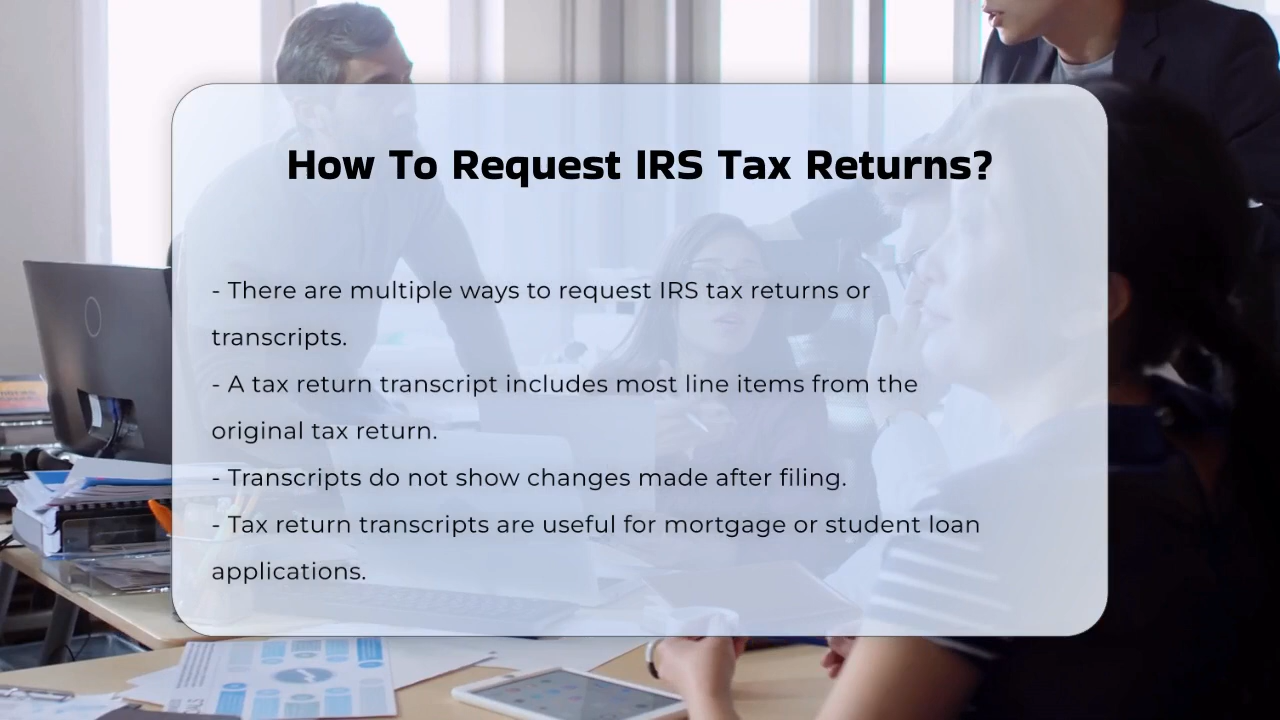 How To Request IRS Tax Returns?
- There are multiple ways to request IRS tax returns or
transcripts.
- A tax return transcript includes most line items from the
original tax return.
- Transcripts do not show changes made after filing.
- Tax return transcripts are useful for mortgage or student loan
applications.